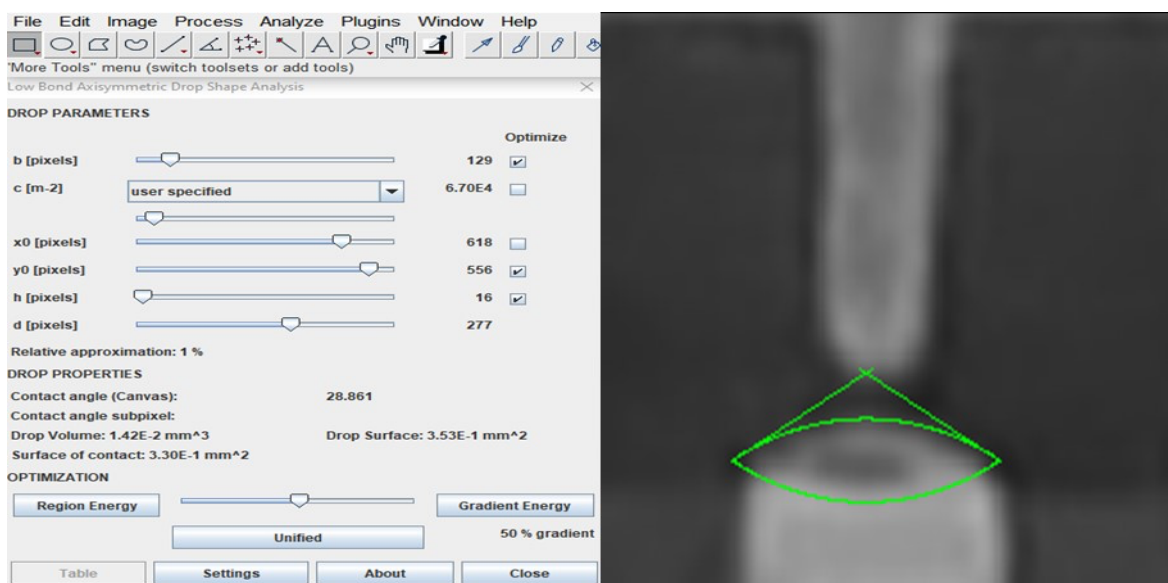 File Edit Image Process Analyze Plugins Window Help
"More Tools" menu (switch toolsets or add tools)
Low Bond Axisymmetric Drop Shape Analysis
DROP PARAMETERS
Optimize
b [pixels] 129
c [m-2] user specified 6.70E4
x0 [pixels] 618
y0 [pixels] 556
h [pixels] 16
d [pixels] 277
Relative approximation: 1 %
DROP PROPERTIES
Contact angle (Canvas): 28.861
Contact angle subpixel:
Drop Volume: 1.42E-2 mm^3 Drop Surface: 3.53E-1 mm^2
Surface of contact: 3.30E-1 mm^2
OPTIMIZATION
Region Energy Gradient Energy
Unified 50 % gradient
Table Settings About Close